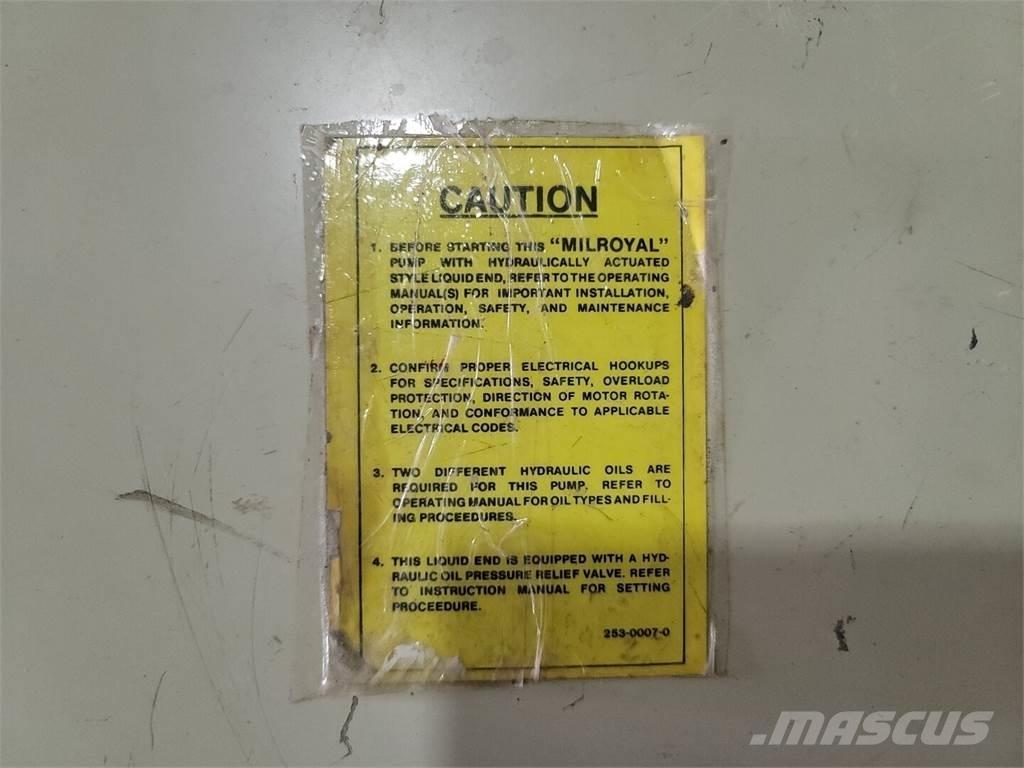 CAUTION
1. BEFORE STARTING THIS "MILROYAL"
PUMP WITH HYDRAULICALLY ACTUATED
STYLE LIQUID END, REFER TO THE OPERATING
MANUAL(S) FOR IMPORTANT INSTALLATION,
OPERATION, SAFETY, AND MAINTENANCE
INFORMATION.
2. CONFIRM PROPER ELECTRICAL HOOKUPS
FOR SPECIFICATIONS, SAFETY, OVERLOAD
PROTECTION, DIRECTION OF MOTOR ROTA-
TION, AND CONFORMANCE TO APPLICABLE
ELECTRICAL CODES.
3. TWO DIFFERENT HYDRAULIC OILS ARE
REQUIRED FOR THIS PUMP. REFER TO
OPERATING MANUAL FOR OIL TYPES AND FILL-
ING PROCEEDURES.
4. THIS LIQUID END IS EQUIPPED WITH A HYD-
RAULIC OIL PRESSURE RELIEF VALVE. REFER
TO INSTRUCTION MANUAL FOR SETTING
PROCEEDURE.
253-0007-0
.MASCUS